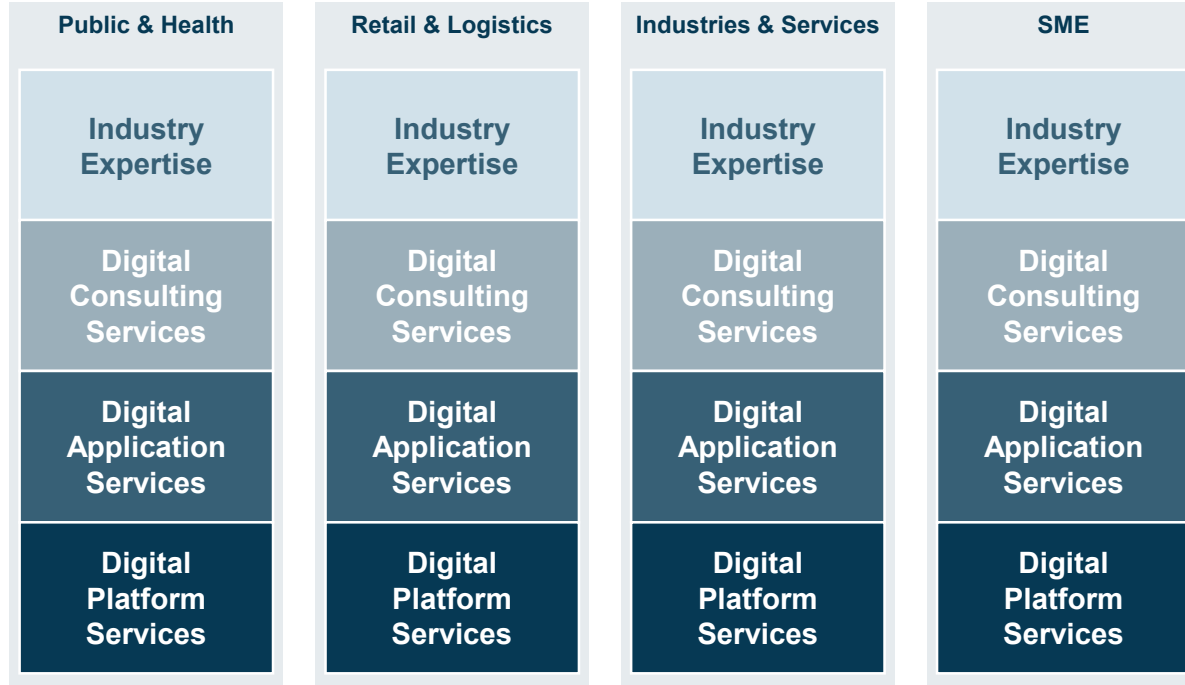 Public & Health
Industry
Expertise
Digital
Consulting
Services
Digital
Application
Services
Digital
Platform
Services
Retail & Logistics
Industry
Expertise
Digital
Consulting
Services
Digital
Application
Services
Digital
Platform
Services
Industries & Services
Industry
Expertise
Digital
Consulting
Services
Digital
Application
Services
Digital
Platform
Services
SME
Industry
Expertise
Digital
Consulting
Services
Digital
Application
Services
Digital
Platform
Services